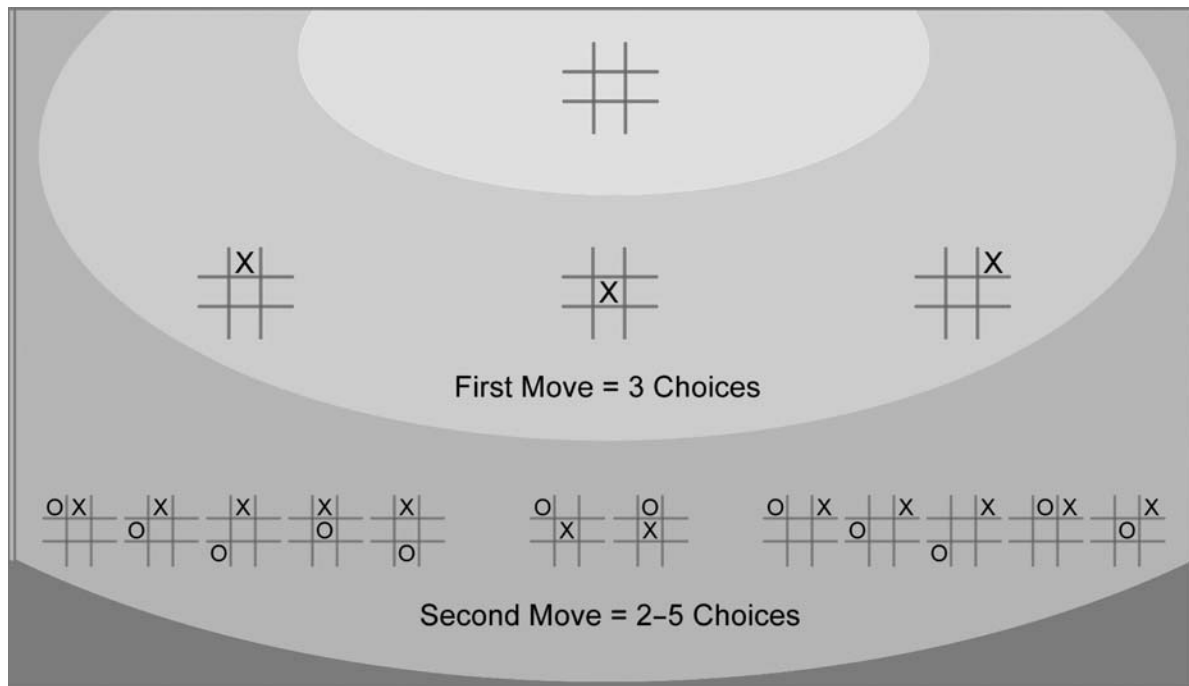 X X X
First Move = 3 Choices
O X X X X X O O O X X O X X O X X
O O X X O O
O O O
Second Move = 2–5 Choices